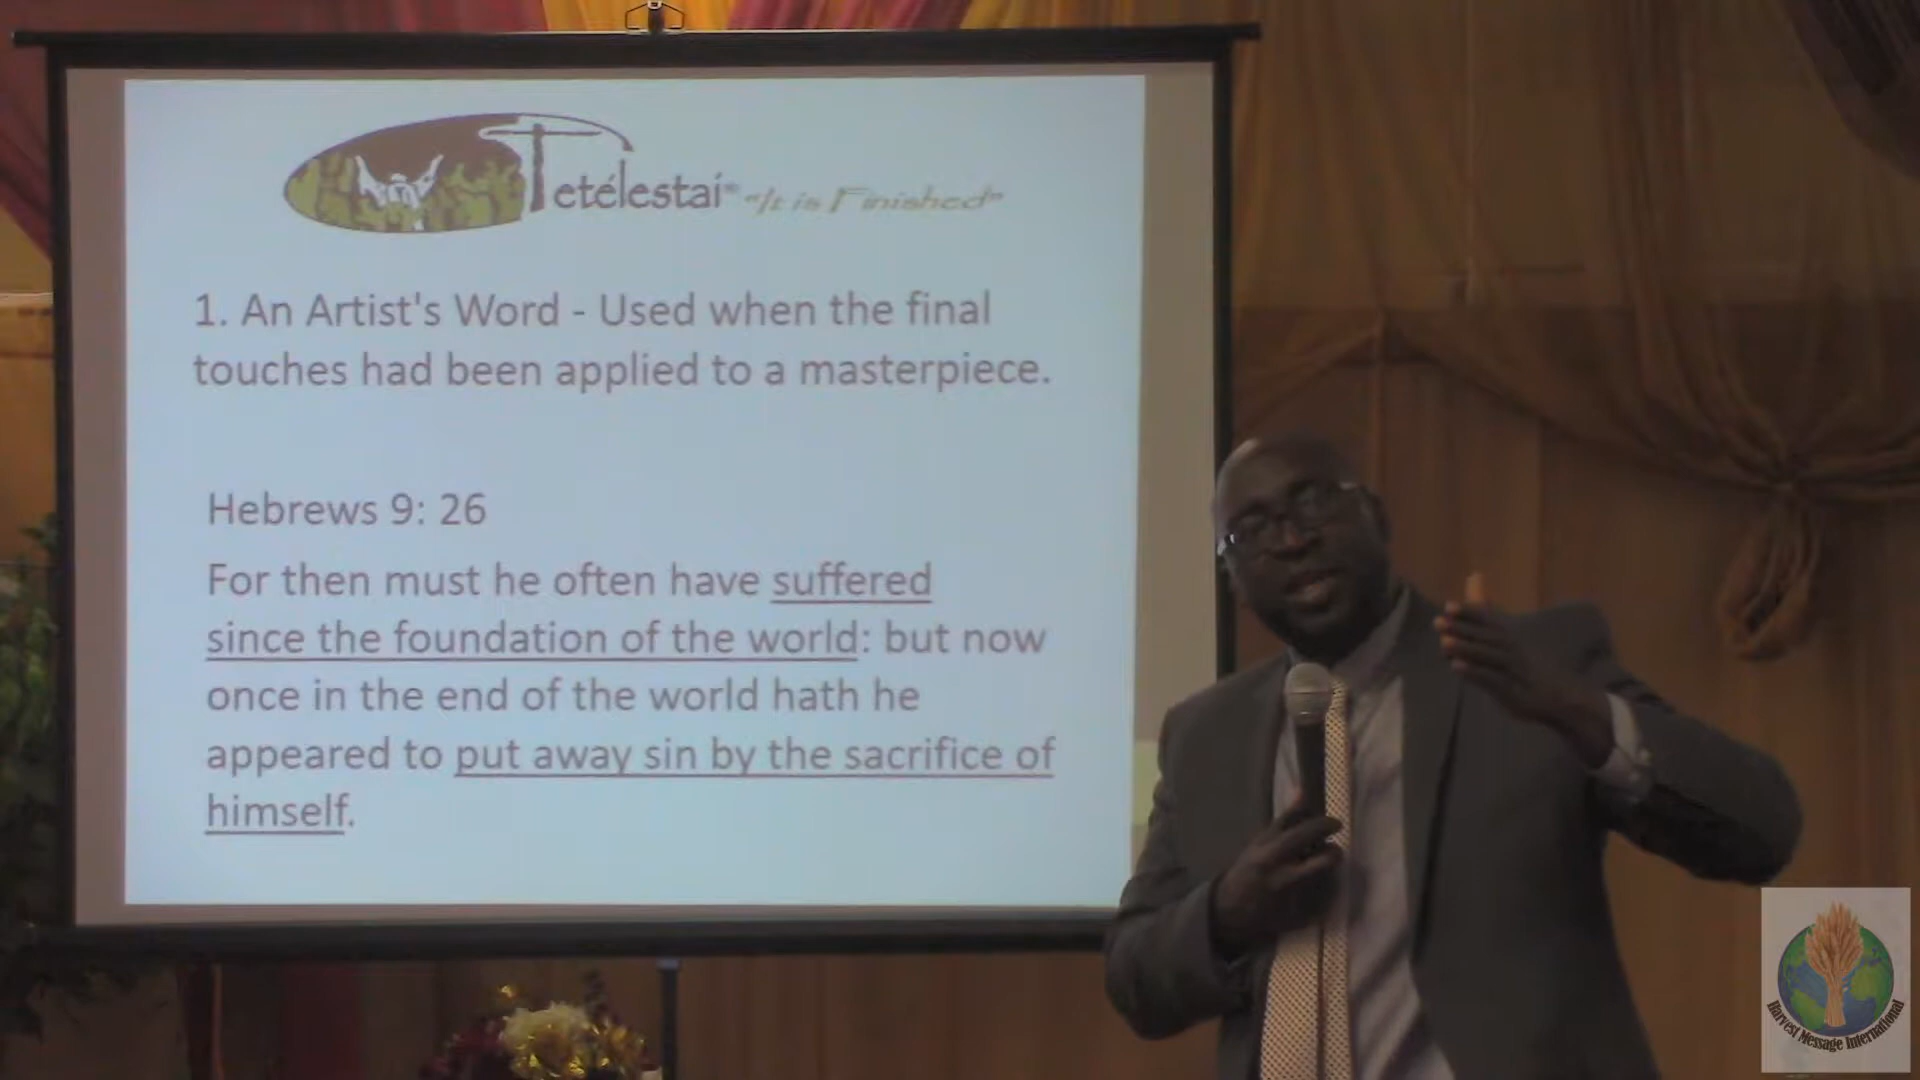 Tetélestai® "It is Finished"
1. An Artist's Word - Used when the final
touches had been applied to a masterpiece.
Hebrews 9: 26
For then must he often have suffered
since the foundation of the world: but now
once in the end of the world hath he
appeared to put away sin by the sacrifice of
himself.
Harvest Message International